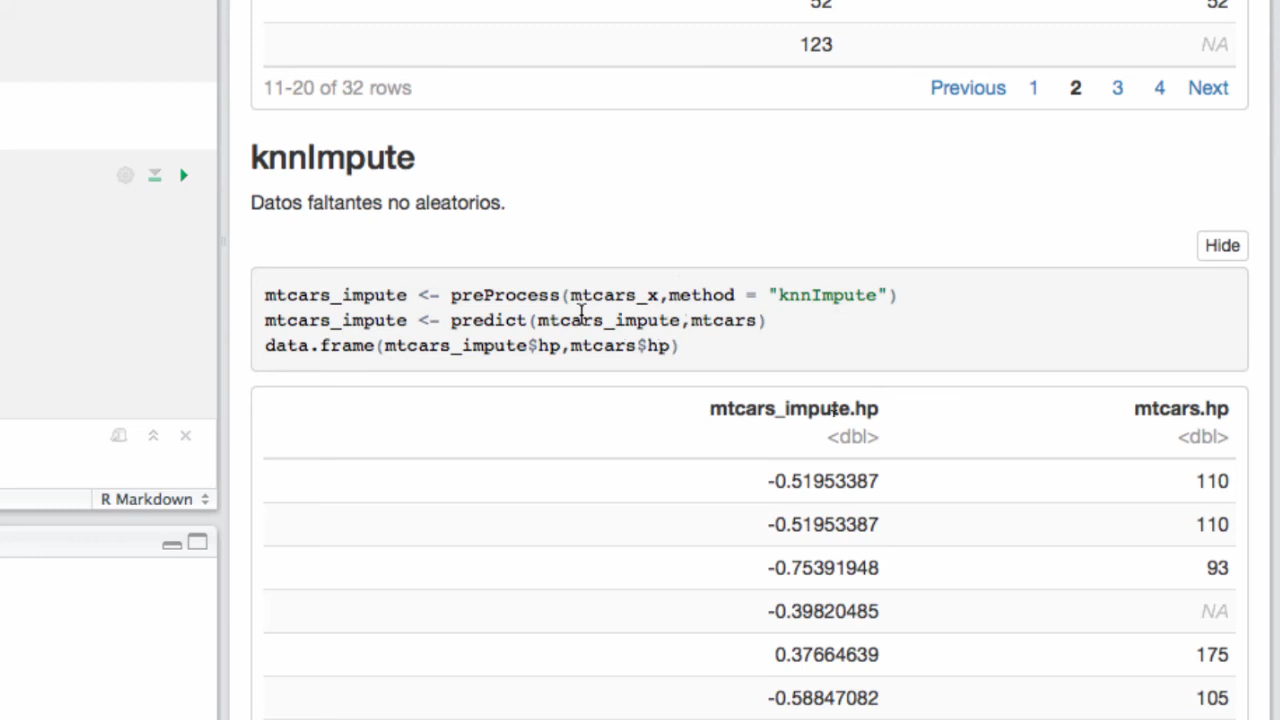 52 52
123 NA
11-20 of 32 rows Previous 1 2 3 4 Next
knnImpute
Datos faltantes no aleatorios.
Hide
mtcars_impute <- preProcess(mtcars_x,method = "knnImpute")
mtcars_impute <- predict(mtcars_impute,mtcars)
data.frame(mtcars_impute$hp,mtcars$hp)
mtcars_impute.hp mtcars.hp
<dbl> <dbl>
-0.51953387 110
-0.51953387 110
-0.75391948 93
-0.39820485 NA
0.37664639 175
-0.58847082 105
R Markdown